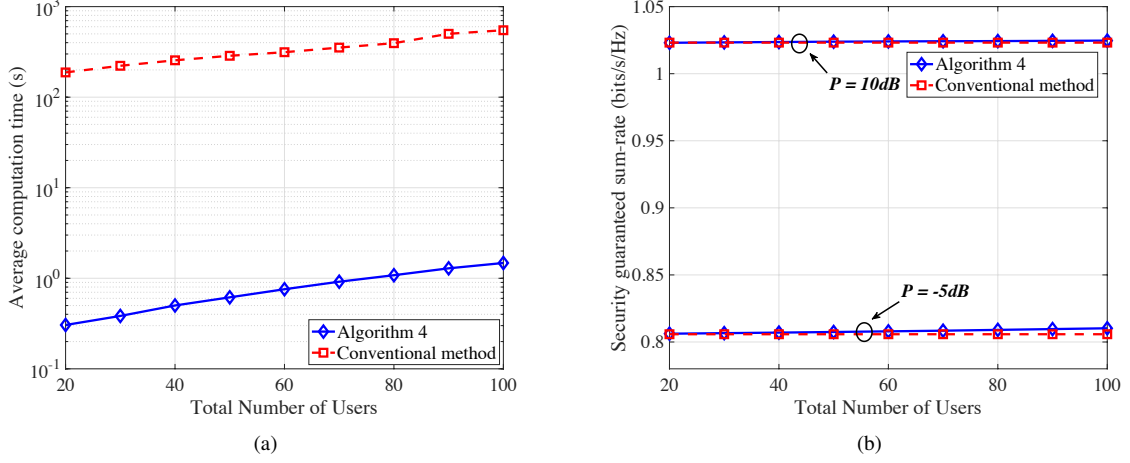 10^3
10^2
10^1
10^0
10^-1
Average computation time (s)
Algorithm 4
Conventional method
20 40 60 80 100
Total Number of Users
(a)
1
0.95
0.9
0.85
0.8
Security guaranteed sum-rate (bits/s/Hz)
P = 10dB
Algorithm 4
Conventional method
P = -5dB
20 40 60 80 100
Total Number of Users
(b)